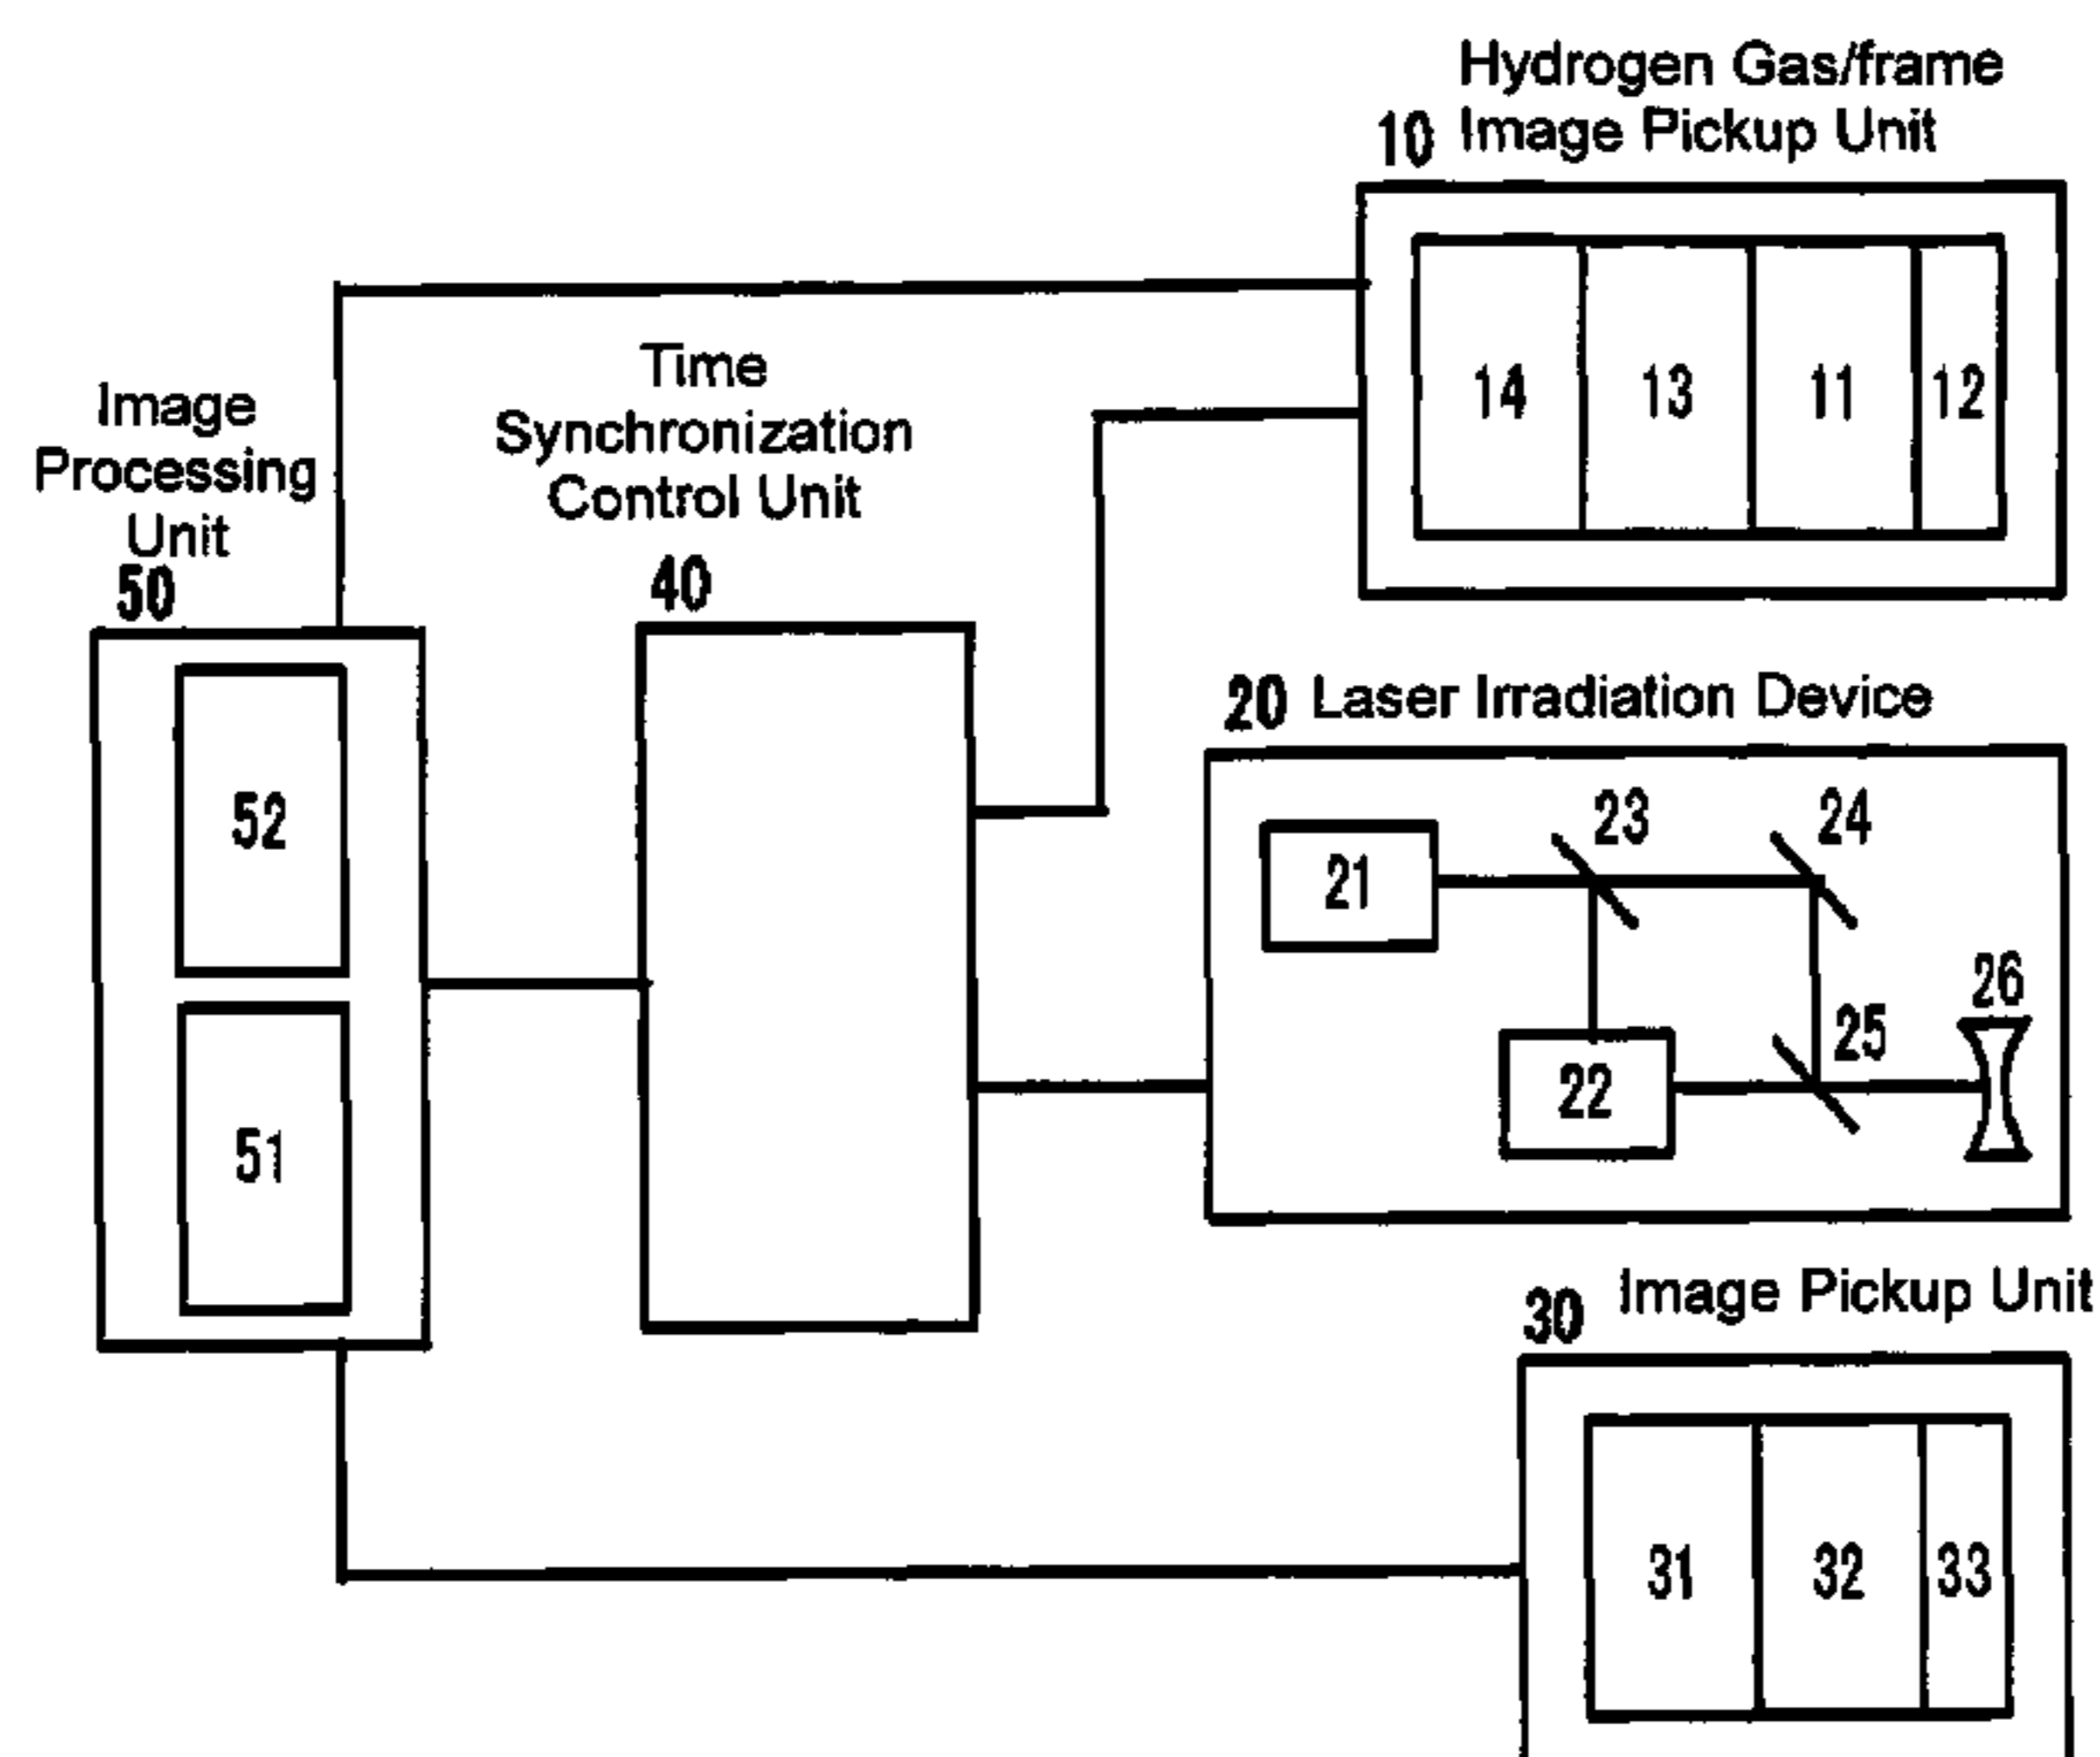 Hydrogen Gas/frame
10 Image Pickup Unit
14 13 11 12
Time
Synchronization
Control Unit
40
Image
Processing
Unit
50
52
51
20 Laser Irradiation Device
23 24
21
26
25
22
30 Image Pickup Unit
31 32 33